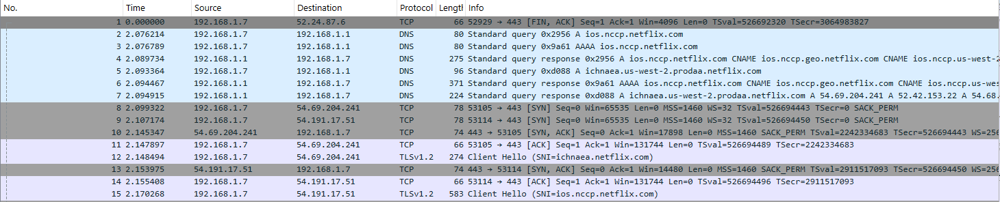 No. Time Source Destination Protocol Length Info
1 0.000000 192.168.1.7 52.24.87.6 TCP 66 52929 → 443 [FIN, ACK] Seq=1 Ack=1 Win=4096 Len=0 TSval=526692320 TSecr=3064983827
2 2.076214 192.168.1.7 192.168.1.1 DNS 80 Standard query 0x2956 A ios.nccp.netflix.com
3 2.076789 192.168.1.7 192.168.1.1 DNS 80 Standard query 0x9a61 AAAA ios.nccp.netflix.com
4 2.089734 192.168.1.1 192.168.1.7 DNS 275 Standard query response 0x2956 A ios.nccp.netflix.com CNAME ios.nccp.geo.netflix.com CNAME ios.nccp.us-west-2
5 2.093364 192.168.1.7 192.168.1.1 DNS 96 Standard query 0xd088 A ichnaea.us-west-2.prodaa.netflix.com
6 2.094467 192.168.1.1 192.168.1.7 DNS 371 Standard query response 0x9a61 AAAA ios.nccp.netflix.com CNAME ios.nccp.geo.netflix.com CNAME ios.nccp.us-wes
7 2.094915 192.168.1.1 192.168.1.7 DNS 224 Standard query response 0xd088 A ichnaea.us-west-2.prodaa.netflix.com A 54.69.204.241 A 52.42.153.22 A 54.68.
8 2.099322 192.168.1.7 54.69.204.241 TCP 78 53105 → 443 [SYN] Seq=0 Win=65535 Len=0 MSS=1460 WS=32 TSval=526694443 TSecr=0 SACK_PERM
9 2.107174 192.168.1.7 54.191.17.51 TCP 78 53114 → 443 [SYN] Seq=0 Win=65535 Len=0 MSS=1460 WS=32 TSval=526694450 TSecr=0 SACK_PERM
10 2.145347 54.69.204.241 192.168.1.7 TCP 74 443 → 53105 [SYN, ACK] Seq=0 Ack=1 Win=17898 Len=0 MSS=1460 SACK_PERM TSval=2242334683 TSecr=526694443 WS=256
11 2.147897 192.168.1.7 54.69.204.241 TCP 66 53105 → 443 [ACK] Seq=1 Ack=1 Win=131744 Len=0 TSval=526694489 TSecr=2242334683
12 2.148494 192.168.1.7 54.69.204.241 TLSv1.2 274 Client Hello (SNI=ichnaea.netflix.com)
13 2.153975 54.191.17.51 192.168.1.7 TCP 74 443 → 53114 [SYN, ACK] Seq=0 Ack=1 Win=14480 Len=0 MSS=1460 SACK_PERM TSval=2911517093 TSecr=526694450 WS=256
14 2.155408 192.168.1.7 54.191.17.51 TCP 66 53114 → 443 [ACK] Seq=1 Ack=1 Win=131744 Len=0 TSval=526694496 TSecr=2911517093
15 2.170268 192.168.1.7 54.191.17.51 TLSv1.2 583 Client Hello (SNI=ios.nccp.netflix.com)